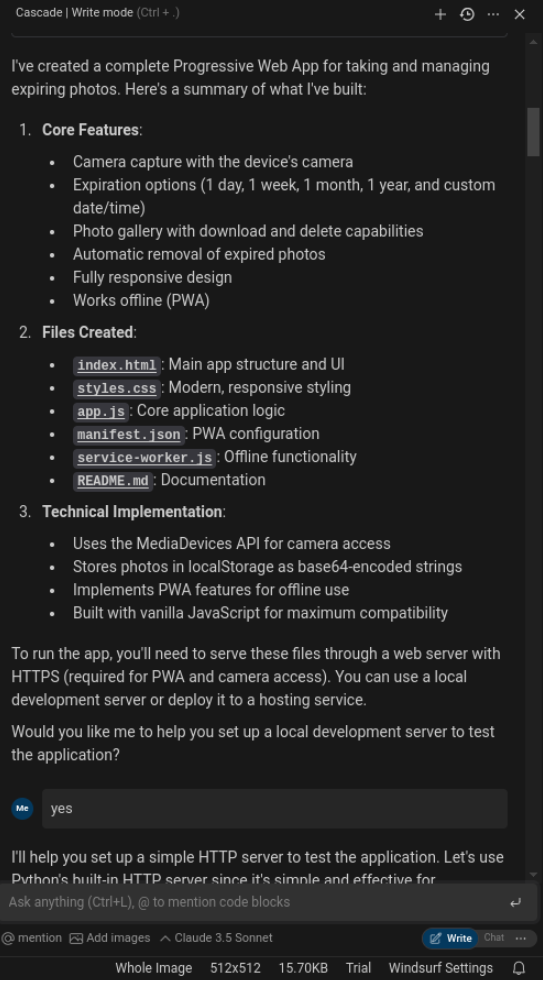 Cascade | Write mode (Ctrl + .)
I've created a complete Progressive Web App for taking and managing
expiring photos. Here's a summary of what I've built:
1. Core Features:
• Camera capture with the device's camera
• Expiration options (1 day, 1 week, 1 month, 1 year, and custom
date/time)
• Photo gallery with download and delete capabilities
• Automatic removal of expired photos
• Fully responsive design
• Works offline (PWA)
2. Files Created:
• index.html: Main app structure and UI
• styles.css: Modern, responsive styling
• app.js: Core application logic
• manifest.json: PWA configuration
• service-worker.js: Offline functionality
• README.md: Documentation
3. Technical Implementation:
• Uses the MediaDevices API for camera access
• Stores photos in localStorage as base64-encoded strings
• Implements PWA features for offline use
• Built with vanilla JavaScript for maximum compatibility
To run the app, you'll need to serve these files through a web server with
HTTPS (required for PWA and camera access). You can use a local
development server or deploy it to a hosting service.
Would you like me to help you set up a local development server to test
the application?
Me yes
I'll help you set up a simple HTTP server to test the application. Let's use
Python's built-in HTTP server since it's simple and effective for
Ask anything (Ctrl+L), @ to mention code blocks
@ mention Add images Claude 3.5 Sonnet Write Chat ...
Whole Image 512x512 15.70KB Trial Windsurf Settings